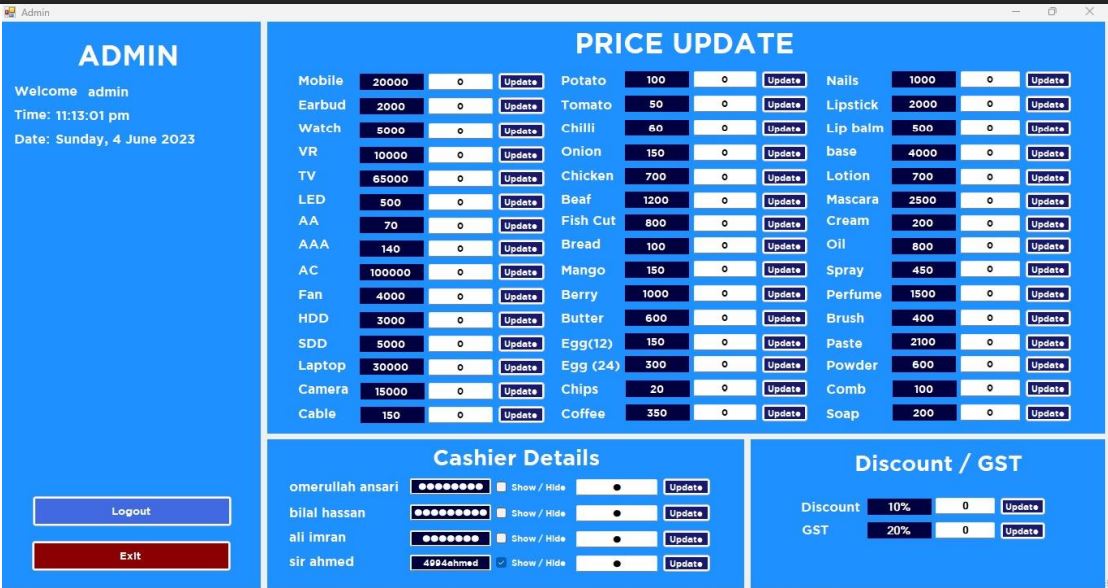 Admin
ADMIN
Welcome admin
Time: 11:13:01 pm
Date: Sunday, 4 June 2023
Logout
Exit
PRICE UPDATE
Mobile 20000 0 Update
Earbud 2000 0 Update
Watch 5000 0 Update
VR 10000 0 Update
TV 65000 0 Update
LED 500 0 Update
AA 70 0 Update
AAA 140 0 Update
AC 100000 0 Update
Fan 4000 0 Update
HDD 3000 0 Update
SDD 5000 0 Update
Laptop 30000 0 Update
Camera 15000 0 Update
Cable 150 0 Update
Potato 100 0 Update
Tomato 50 0 Update
Chilli 60 0 Update
Onion 150 0 Update
Chicken 700 0 Update
Beaf 1200 0 Update
Fish Cut 800 0 Update
Bread 100 0 Update
Mango 150 0 Update
Berry 1000 0 Update
Butter 600 0 Update
Egg(12) 150 0 Update
Egg (24) 300 0 Update
Chips 20 0 Update
Coffee 350 0 Update
Nails 1000 0 Update
Lipstick 2000 0 Update
Lip balm 500 0 Update
base 4000 0 Update
Lotion 700 0 Update
Mascara 2500 0 Update
Cream 200 0 Update
Oil 800 0 Update
Spray 450 0 Update
Perfume 1500 0 Update
Brush 400 0 Update
Paste 2100 0 Update
Powder 600 0 Update
Comb 100 0 Update
Soap 200 0 Update
Cashier Details
omerullah ansari ●●●●●●●● Show / Hide ● Update
bilal hassan ●●●●●●●●● Show / Hide ● Update
ali imran ●●●●●●● Show / Hide ● Update
sir ahmed 4994ahmed Show / Hide ● Update
Discount / GST
Discount 10% 0 Update
GST 20% 0 Update